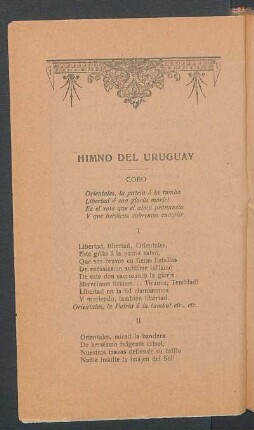 HIMNO DEL URUGUAY
CORO
Orientales, la patria ó la tumba
Libertad ó con gloria morir!
Es el voto que el alma pronuncia
Y que heroicos sabremos cumplir.
I
Libertad, libertad, Orientales,
Este grito á la patria salvó,
Que sus bravos en fieras batallas
De entusiasmo sublime inflamó
De este don sacrosanto la gloria
Merecimos tiranos... Tiranos, Temblad!
Libertad en la lid clamaremos
Y muriendo, también libertad.
Orientales, la Patria ó la tumba! etc., etc.
II
Orientales, mirad la bandera
De heroísmo fulgente crisol,
Nuestras lanzas defiende su brillo
Nadie insulte la imájen del Sol!